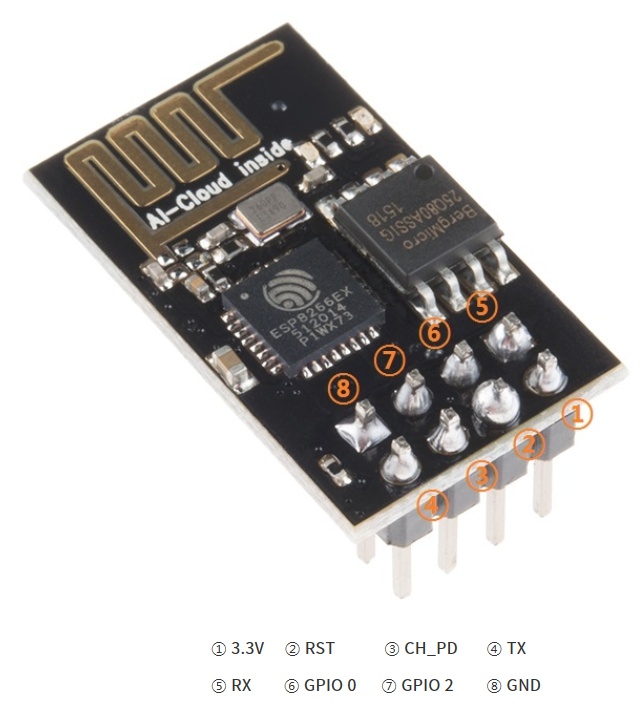 AI-Cloud inside
BergMicro
25Q80ASSIG
1518
ESP8266EX
512014
P1WX73
⑤
⑥
⑦
⑧
①
②
③
④
① 3.3V ② RST ③ CH_PD ④ TX
⑤ RX ⑥ GPIO 0 ⑦ GPIO 2 ⑧ GND